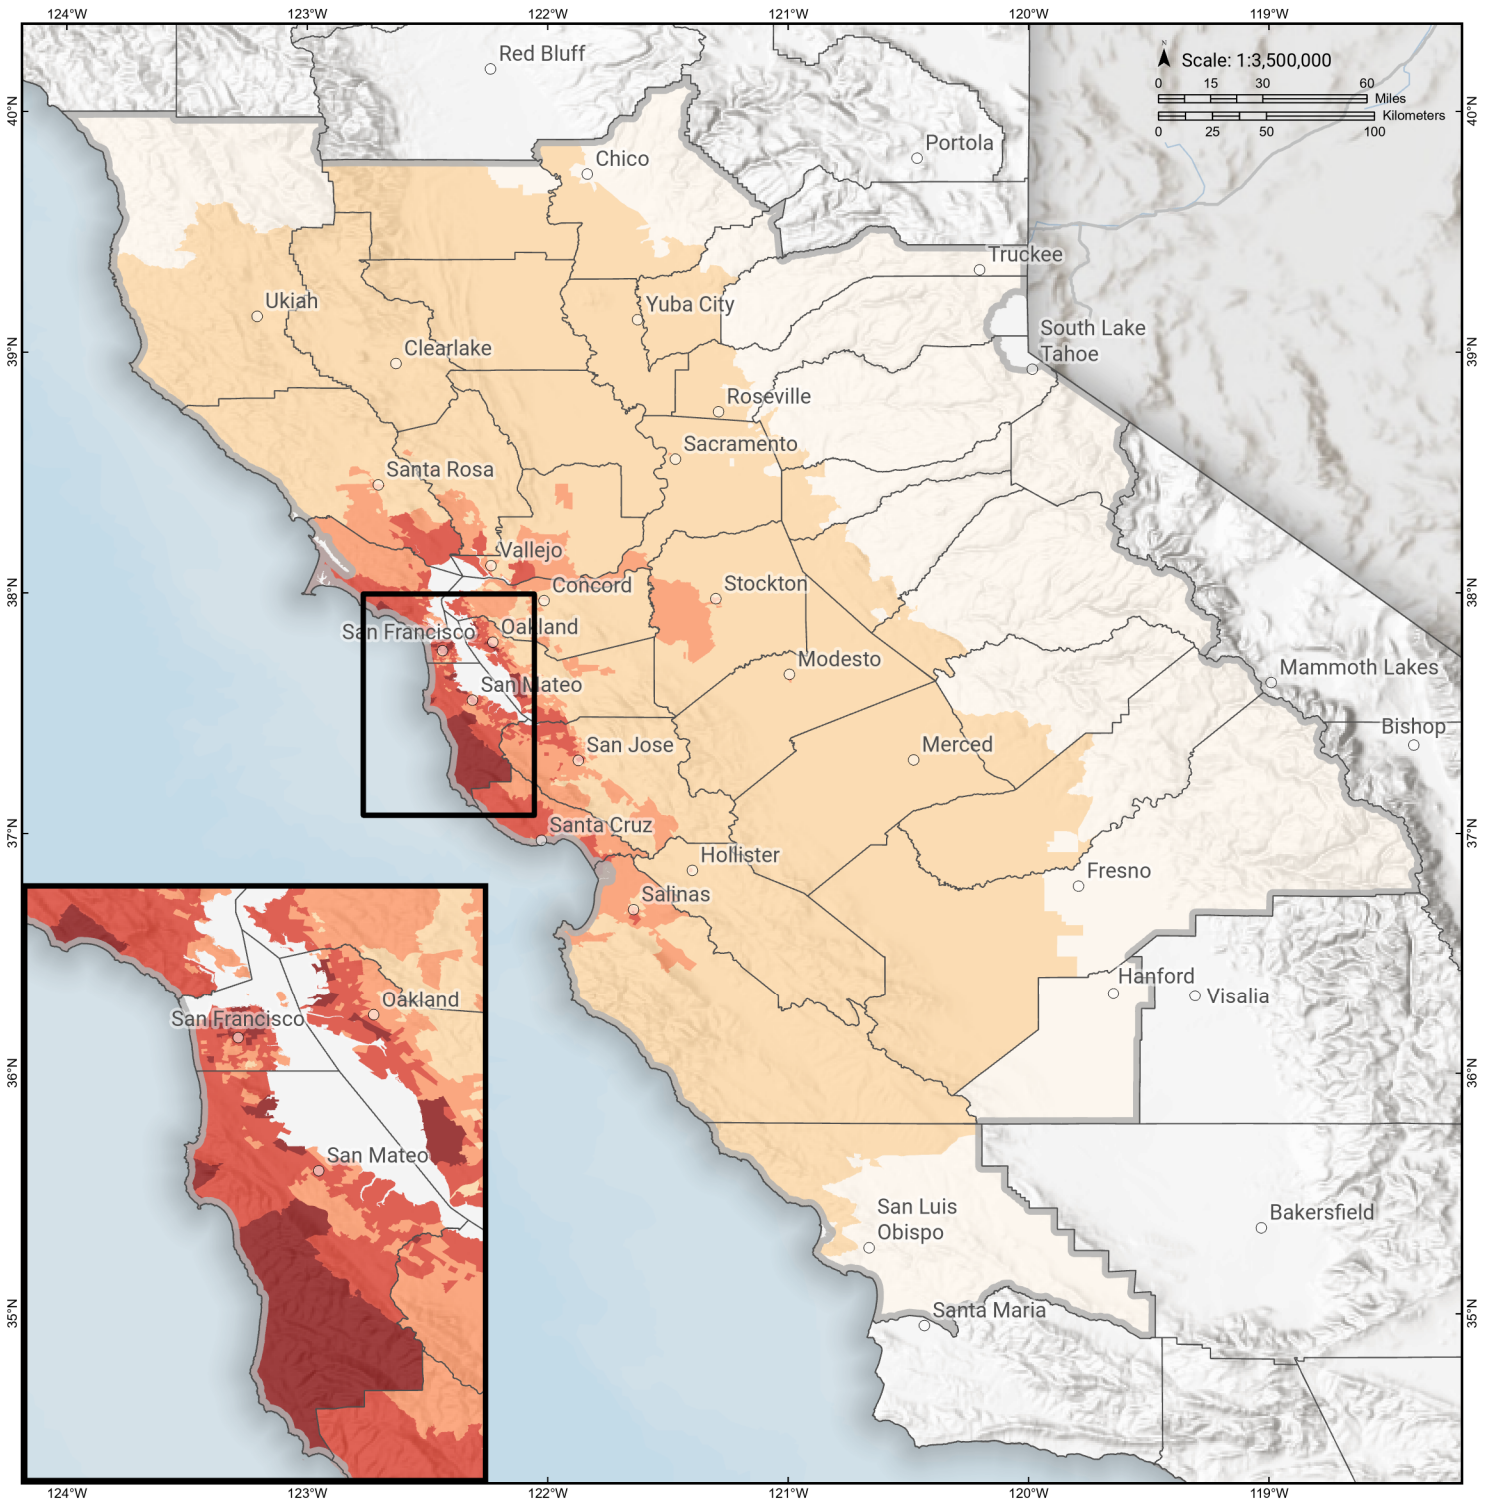 124°W
123°W
122°W
121°W
120°W
119°W
N
Scale: 1:3,500,000
0 15 30 60
Miles
Kilometers
0 25 50 100
40°N
40°N
39°N
39°N
38°N
38°N
37°N
37°N
36°N
36°N
35°N
35°N
Red Bluff
Portola
Chico
Truckee
Ukiah
Yuba City
South Lake
Tahoe
Clearlake
Roseville
Sacramento
Santa Rosa
Vallejo
Concord
Stockton
San Francisco
Oakland
Modesto
Mammoth Lakes
San Mateo
Bishop
San Jose
Merced
Santa Cruz
Hollister
Fresno
Salinas
Hanford
Visalia
Oakland
San Francisco
San Mateo
San Luis
Obispo
Bakersfield
Santa Maria
124°W
123°W
122°W
121°W
120°W
119°W